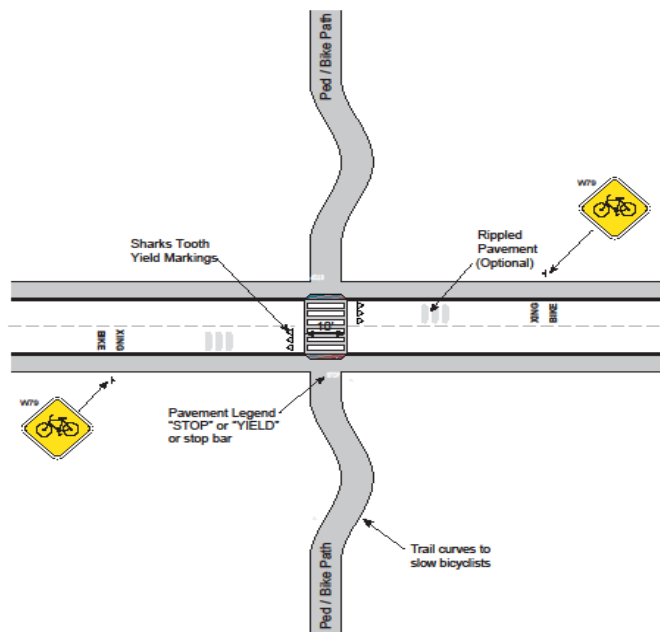 Ped / Bike Path
W79
Sharks Tooth
Yield Markings
Rippled
Pavement
(Optional)
XING
BIKE
10'
BIKE
XING
W79
Pavement Legend
"STOP" or "YIELD"
or stop bar
Trail curves to
slow bicyclists
Ped / Bike Path